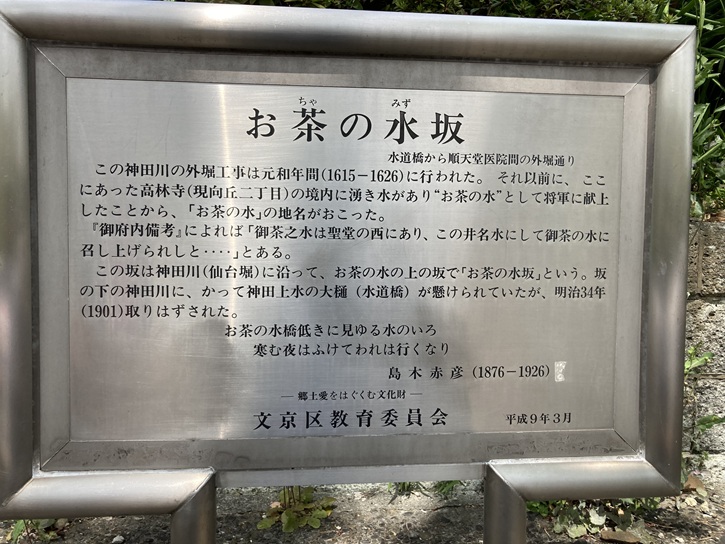 ちゃ みず
お茶の水坂
水道橋から順天堂医院間の外堀通り
この神田川の外堀工事は元和年間(1615－1626)に行われた。 それ以前に、ここ
にあった高林寺(現向丘二丁目)の境内に湧き水があり“お茶の水”として将軍に献上
したことから、「お茶の水」の地名がおこった。
『御府内備考』によれば「御茶之水は聖堂の西にあり、この井名水にして御茶の水に
召し上げられしと・・・・」とある。
この坂は神田川(仙台堀)に沿って、お茶の水の上の坂で「お茶の水坂」という。坂
の下の神田川に、かって神田上水の大樋（水道橋）が懸けられていたが、明治34年
(1901)取りはずされた。
お茶の水橋低きに見ゆる水のいろ
寒む夜はふけてわれは行くなり
島木赤彦（1876－1926）
―郷土愛をはぐくむ文化財―
文京区教育委員会 平成９年３月